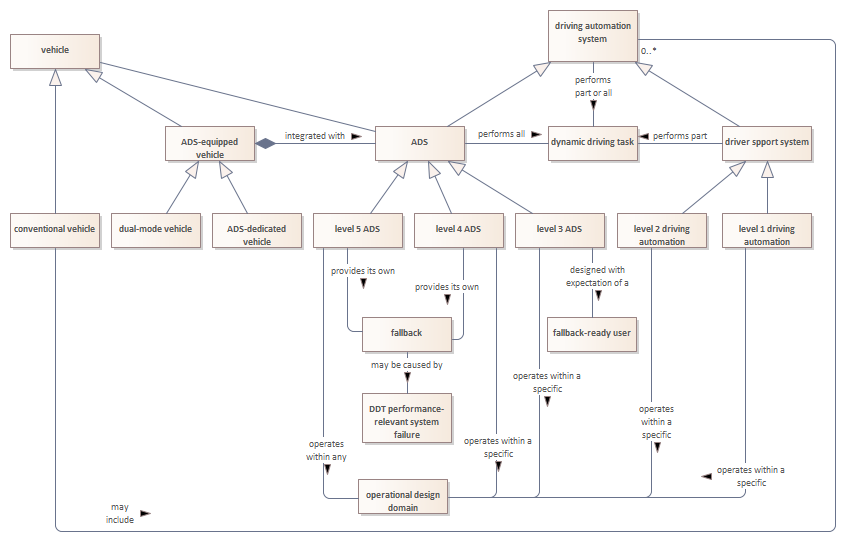 driving automation
system
0..*
vehicle
performs
part or all
ADS-equipped
vehicle
integrated with
ADS
performs all
dynamic driving task
performs part
driver spport system
conventional vehicle
dual-mode vehicle
ADS-dedicated
vehicle
level 5 ADS
level 4 ADS
level 3 ADS
level 2 driving
automation
level 1 driving
automation
provides its own
provides its own
designed with
expectation of a
fallback
fallback-ready user
may be caused by
operates within a
specific
DDT performance-
relevant system
failure
operates
within a
specific
operates
within any
operates within a
specific
operates within a
specific
operational design
domain
may
include